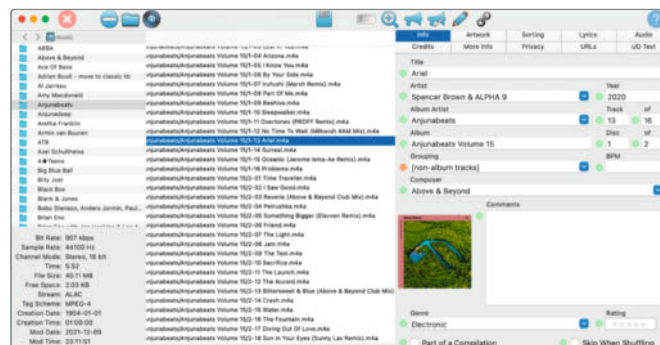 Music
ABBA
Above & Beyond
Ace Of Base
Adrian Boult - move to classic lib
Al Jarreau
Amy Macdonald
Anjunabeats
Anjunadeep
Aretha Franklin
Armin van Buuren
ATB
Axel Schultheiss
A♦Teens
Big Blue Ball
Billy Joel
Black Box
Blank & Jones
Bobo Stenson, Anders Jormin, Paul...
Brian Eno
Bit Rate: 907 kbps
Sample Rate: 44100 Hz
Channel Mode: Stereo, 16 bit
Time: 5:52
File Size: 40.11 MB
Free Space: 2.03 KB
Stream: ALAC
Tag Scheme: MPEG-4
Creation Date: 1904-01-01
Creation Time: 01:00:00
Mod Date: 2021-12-09
Mod Time: 23:11:51
Anjunabeats/Anjunabeats Volume 15/1-04 Arizona.m4a
Anjunabeats/Anjunabeats Volume 15/1-05 I Know You.m4a
Anjunabeats/Anjunabeats Volume 15/1-06 By Your Side.m4a
Anjunabeats/Anjunabeats Volume 15/1-07 (Marsh Remix).m4a
Anjunabeats/Anjunabeats Volume 15/1-08 Part Of Me.m4a
Anjunabeats/Anjunabeats Volume 15/1-09 Beehive.m4a
Anjunabeats/Anjunabeats Volume 15/1-10 Sleepwalker.m4a
Anjunabeats/Anjunabeats Volume 15/1-11 Overtones (PROFF Remix).m4a
Anjunabeats/Anjunabeats Volume 15/1-12 No Time To Wait (Milkwish 4AM Mix).m4a
Anjunabeats/Anjunabeats Volume 15/1-13 Ariel.m4a
Anjunabeats/Anjunabeats Volume 15/1-14 Surreal.m4a
Anjunabeats/Anjunabeats Volume 15/1-15 Oceanic (Jerome Isma-Ae Remix).m4a
Anjunabeats/Anjunabeats Volume 15/1-16 Problems.m4a
Anjunabeats/Anjunabeats Volume 15/2-01 Time Traveller.m4a
Anjunabeats/Anjunabeats Volume 15/2-02 I Saw Good.m4a
Anjunabeats/Anjunabeats Volume 15/2-03 Reverie (Above & Beyond Club Mix).m4a
Anjunabeats/Anjunabeats Volume 15/2-04 Petrushka.m4a
Anjunabeats/Anjunabeats Volume 15/2-05 Something Bigger (Elevven Remix).m4a
Anjunabeats/Anjunabeats Volume 15/2-06 Friend.m4a
Anjunabeats/Anjunabeats Volume 15/2-07 The Light.m4a
Anjunabeats/Anjunabeats Volume 15/2-08 Jam.m4a
Anjunabeats/Anjunabeats Volume 15/2-09 The Text.m4a
Anjunabeats/Anjunabeats Volume 15/2-10 Sacrifice.m4a
Anjunabeats/Anjunabeats Volume 15/2-11 The Launch.m4a
Anjunabeats/Anjunabeats Volume 15/2-12 The Accord.m4a
Anjunabeats/Anjunabeats Volume 15/2-13 Bittersweet & Blue (Above & Beyond Club Mix)
Anjunabeats/Anjunabeats Volume 15/2-14 Crash.m4a
Anjunabeats/Anjunabeats Volume 15/2-15 Water.m4a
Anjunabeats/Anjunabeats Volume 15/2-16 The Fountain.m4a
Anjunabeats/Anjunabeats Volume 15/2-17 Diving Out Of Love.m4a
Anjunabeats/Anjunabeats Volume 15/2-18 Sun in Your Eyes (Sunny Lax Remix).m4a
Info Artwork Sorting Lyrics Audio
Credits More Info Privacy URLs UD Text
Title
Ariel
Artist Year
Spencer Brown & ALPHA 9 2020
Album Artist Track of
Anjunabeats 13 16
Album Disc of
Anjunabeats Volume 15 1 2
Grouping BPM
[non-album tracks]
Composer
Above & Beyond
Comments
Genre Rating
Electronic
Part of a Compilation Skip When Shuffling